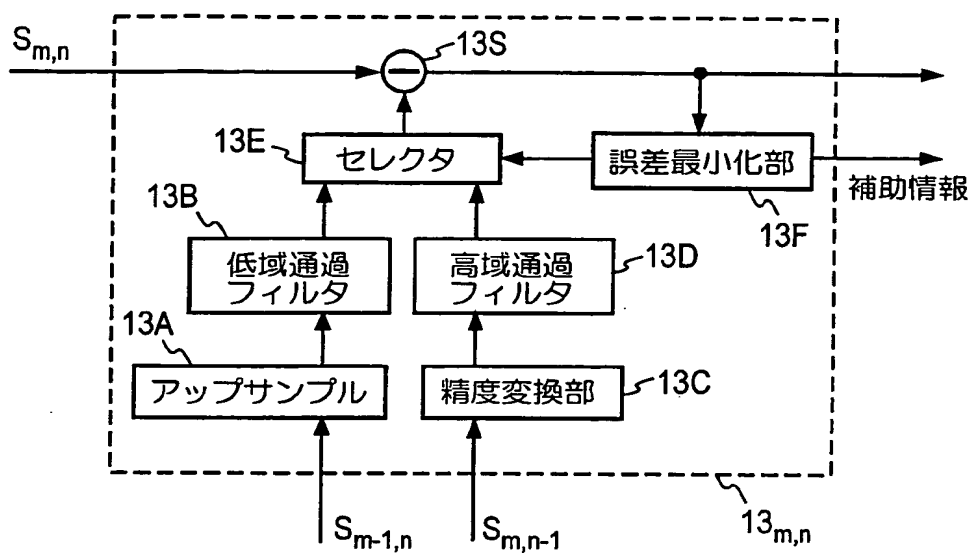 S_{m,n}
−
13S
13E
セレクタ
誤差最小化部
補助情報
13F
13B
低域通過
フィルタ
高域通過
フィルタ
13D
13A
アップサンプル
精度変換部
13C
S_{m-1,n}
S_{m,n-1}
13_{m,n}